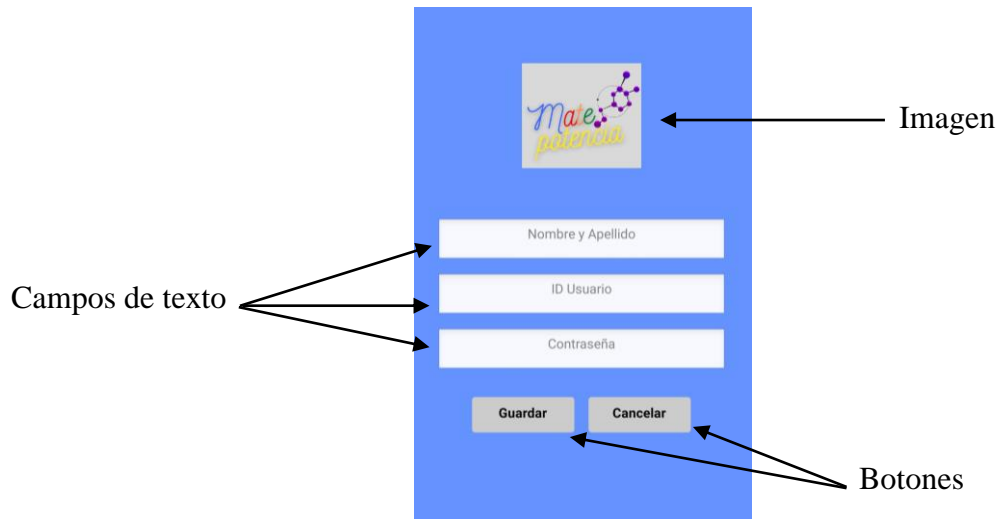 Mate
potencia
Imagen
Nombre y Apellido
Campos de texto
ID Usuario
Contraseña
Guardar
Cancelar
Botones